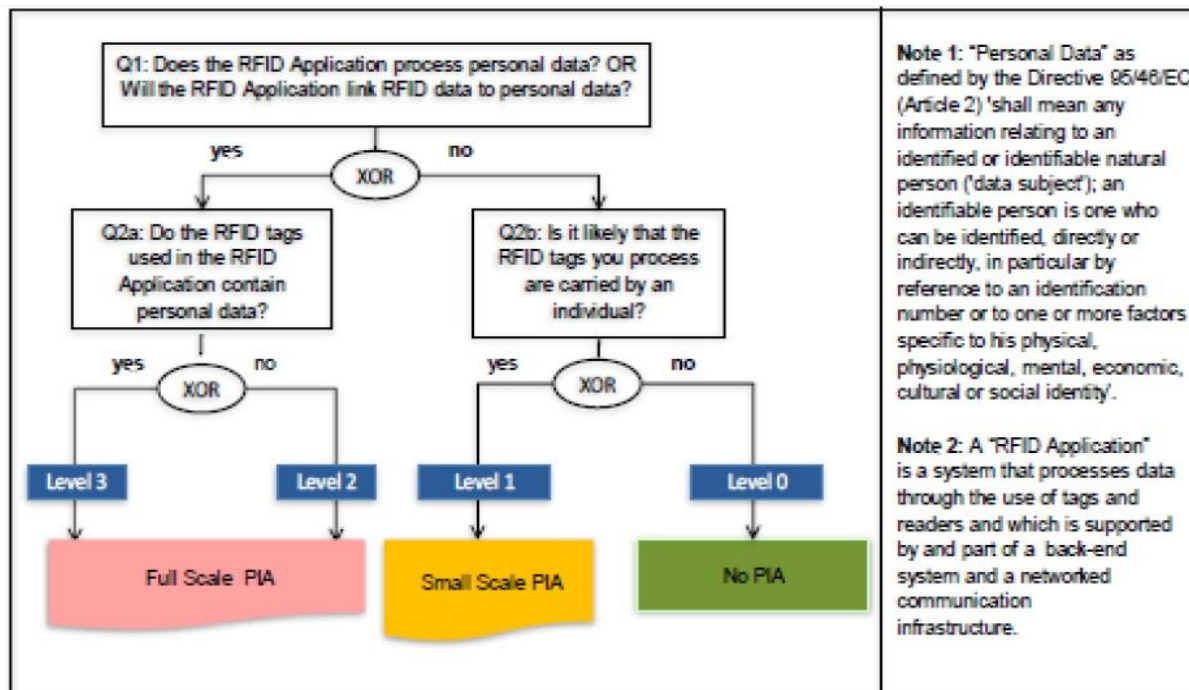 Q1: Does the RFID Application process personal data? OR
Will the RFID Application link RFID data to personal data?
yes
no
XOR
Q2a: Do the RFID tags
used in the RFID
Application contain
personal data?
Q2b: Is it likely that the
RFID tags you process
are carried by an
individual?
yes
no
XOR
yes
no
XOR
Level 3
Level 2
Level 1
Level 0
Full Scale PIA
Small Scale PIA
No PIA
Note 1: “Personal Data” as
defined by the Directive 95/46/EC
(Article 2) 'shall mean any
information relating to an
identified or identifiable natural
person ('data subject'); an
identifiable person is one who
can be identified, directly or
indirectly, in particular by
reference to an identification
number or to one or more factors
specific to his physical,
physiological, mental, economic,
cultural or social identity'.
Note 2: A “RFID Application”
is a system that processes data
through the use of tags and
readers and which is supported
by and part of a back-end
system and a networked
communication
infrastructure.